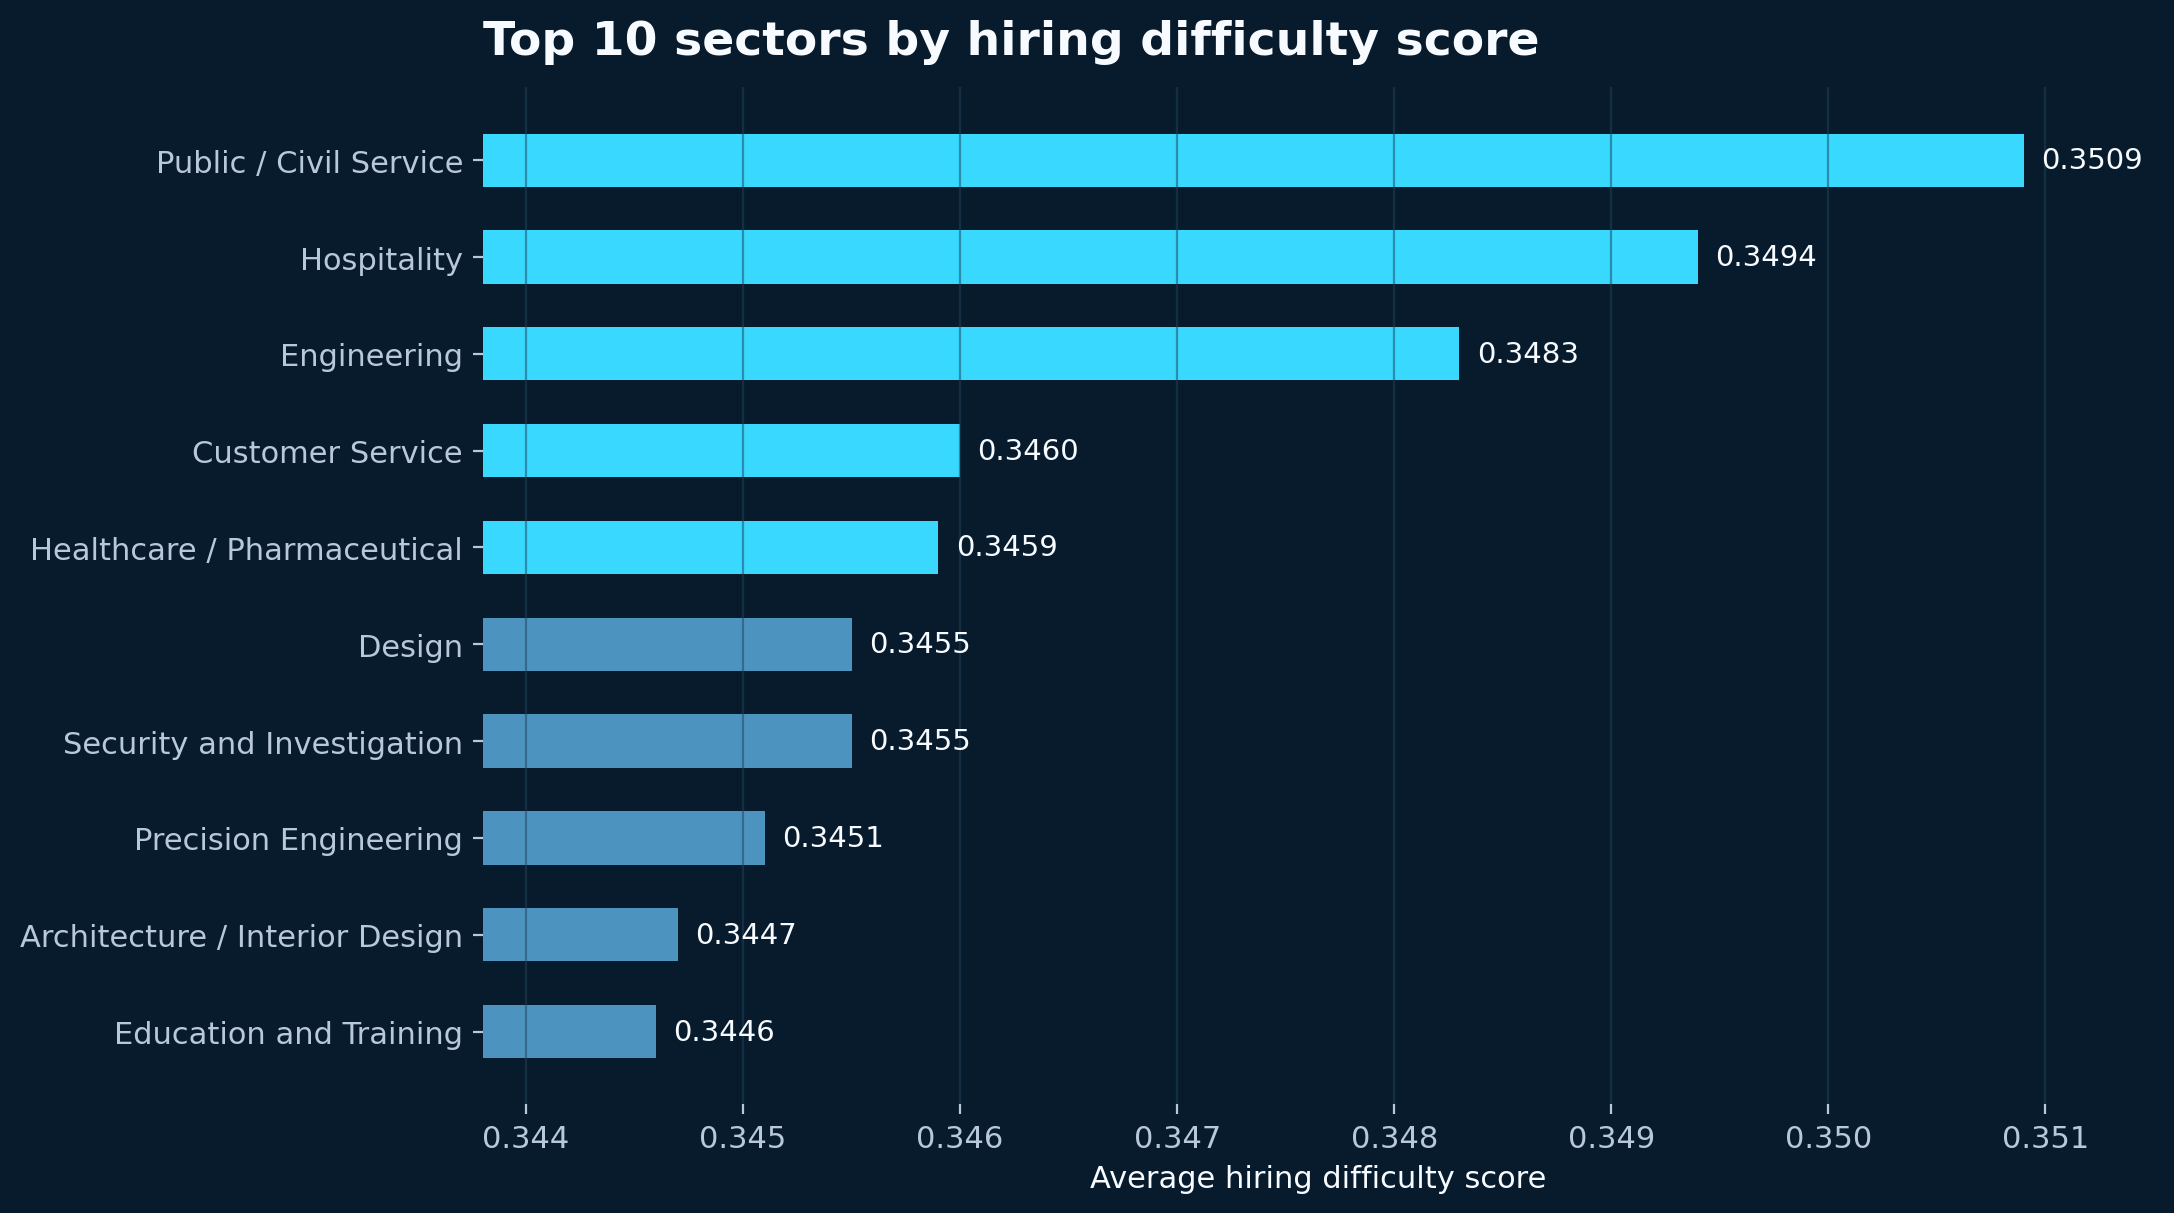 Top 10 sectors by hiring difficulty score
Public / Civil Service
0.3509
Hospitality
0.3494
Engineering
0.3483
Customer Service
0.3460
Healthcare / Pharmaceutical
0.3459
Design
0.3455
Security and Investigation
0.3455
Precision Engineering
0.3451
Architecture / Interior Design
0.3447
Education and Training
0.3446
0.344 0.345 0.346 0.347 0.348 0.349 0.350 0.351
Average hiring difficulty score